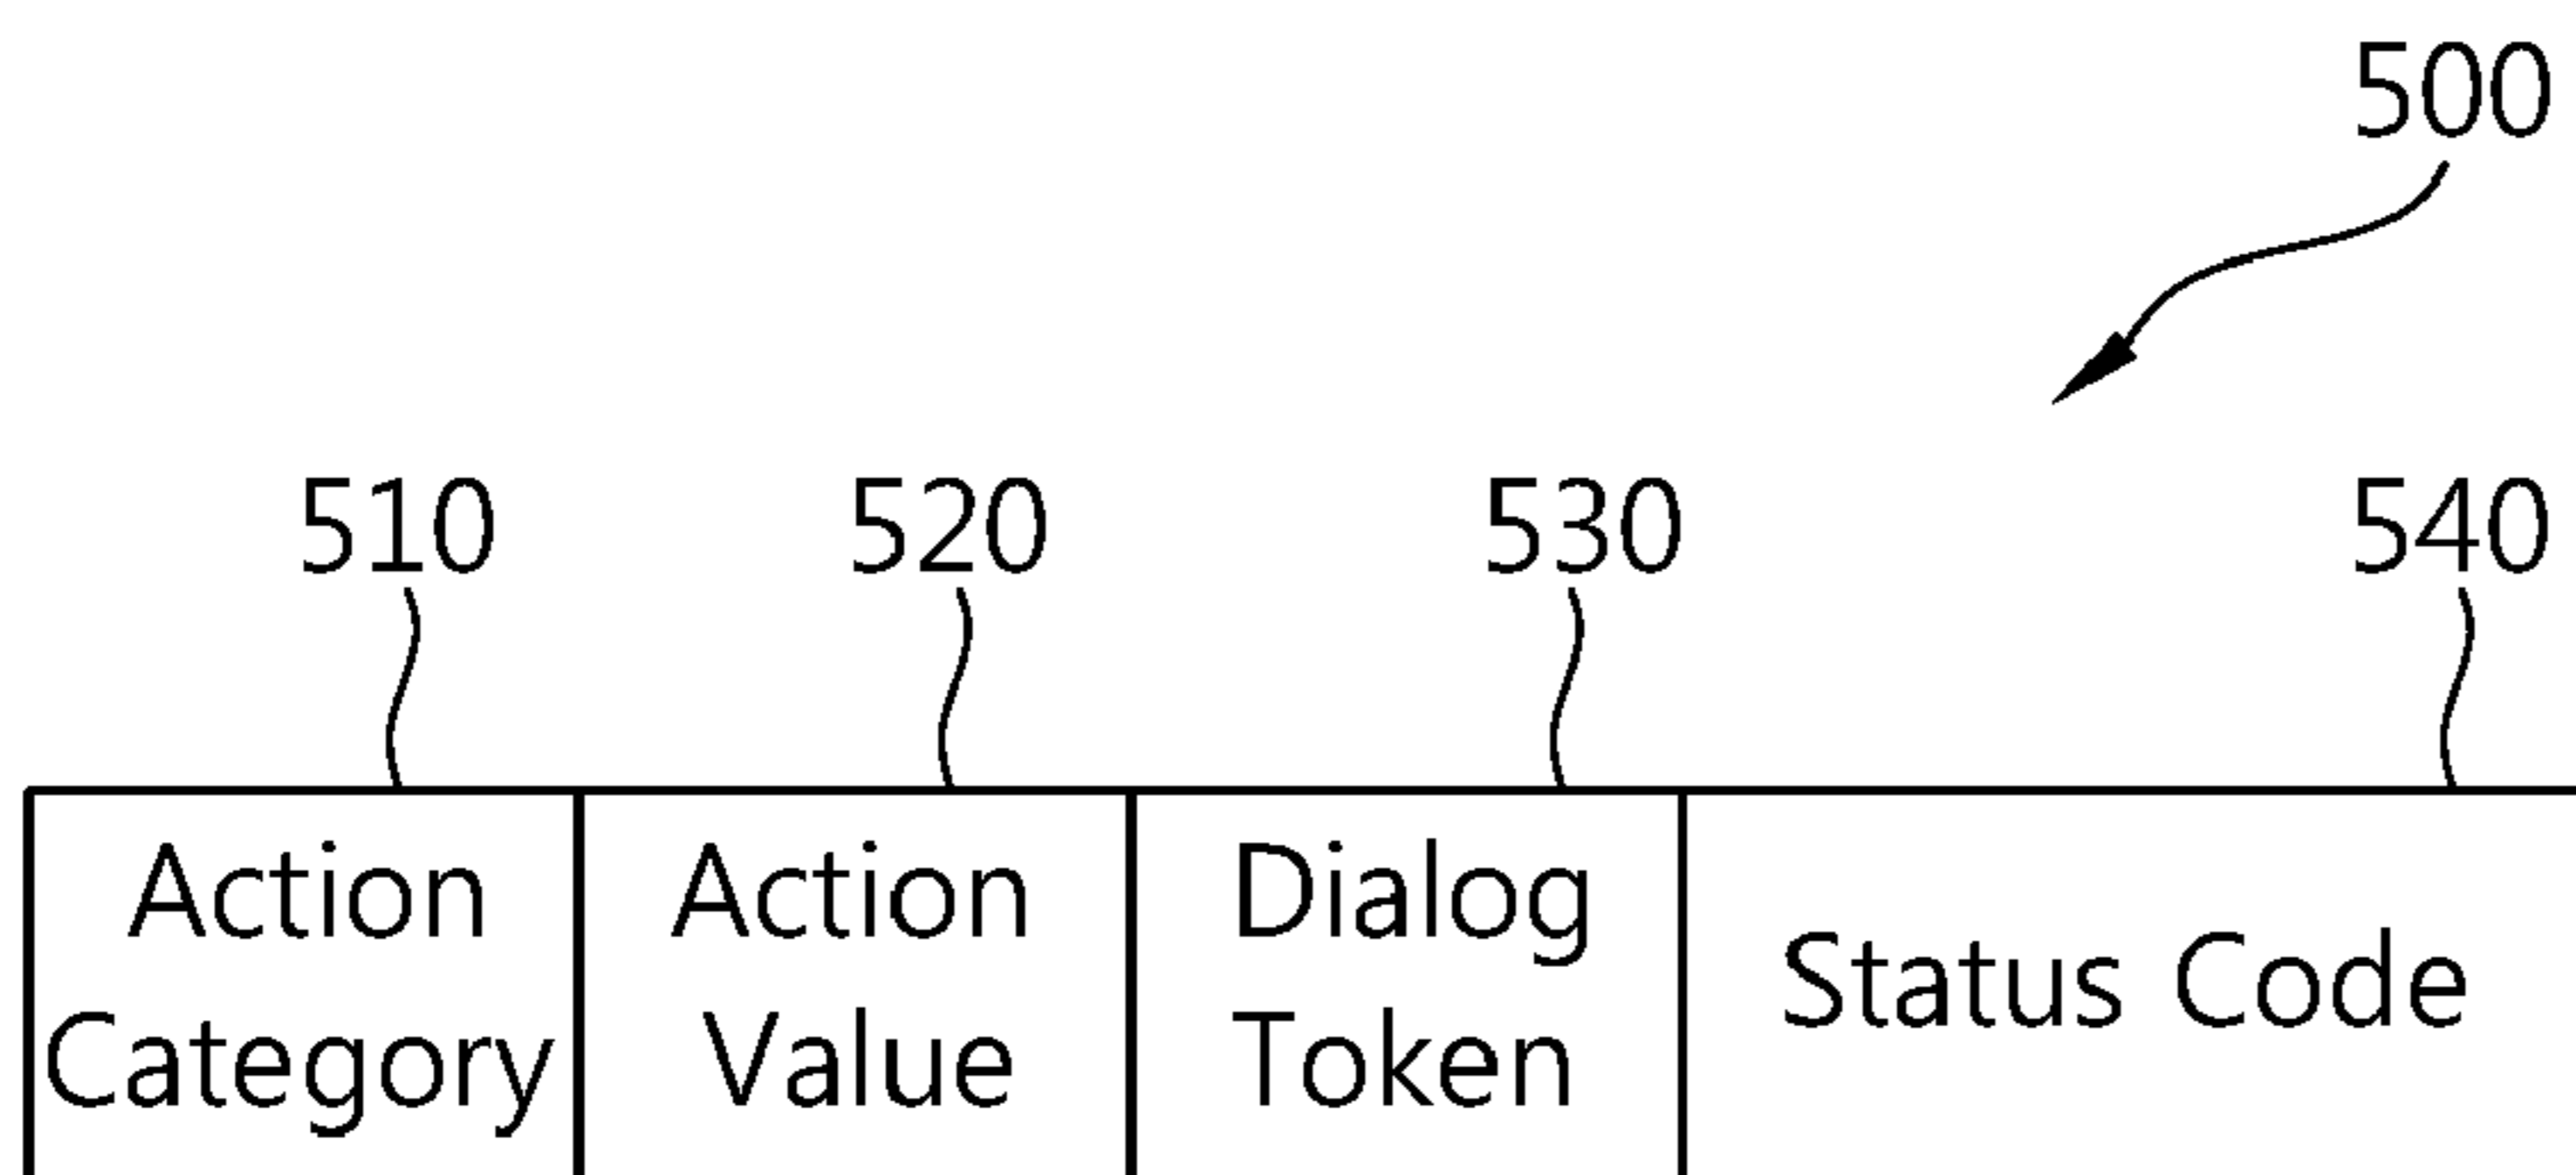 500
510 520 530 540
Action Action Dialog Status Code
Category Value Token